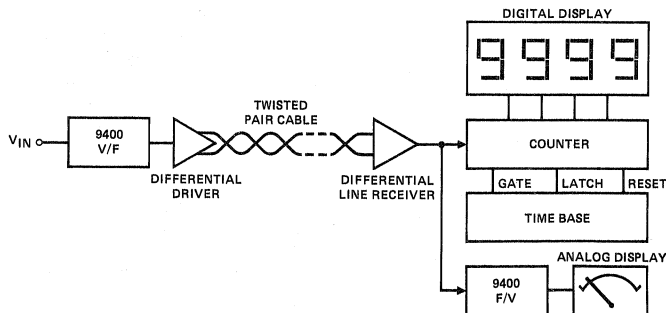 DIGITAL DISPLAY
9999
TWISTED
PAIR CABLE
VIN
9400
V/F
COUNTER
DIFFERENTIAL
DRIVER
DIFFERENTIAL
LINE RECEIVER
GATE
LATCH
RESET
TIME BASE
ANALOG DISPLAY
9400
F/V